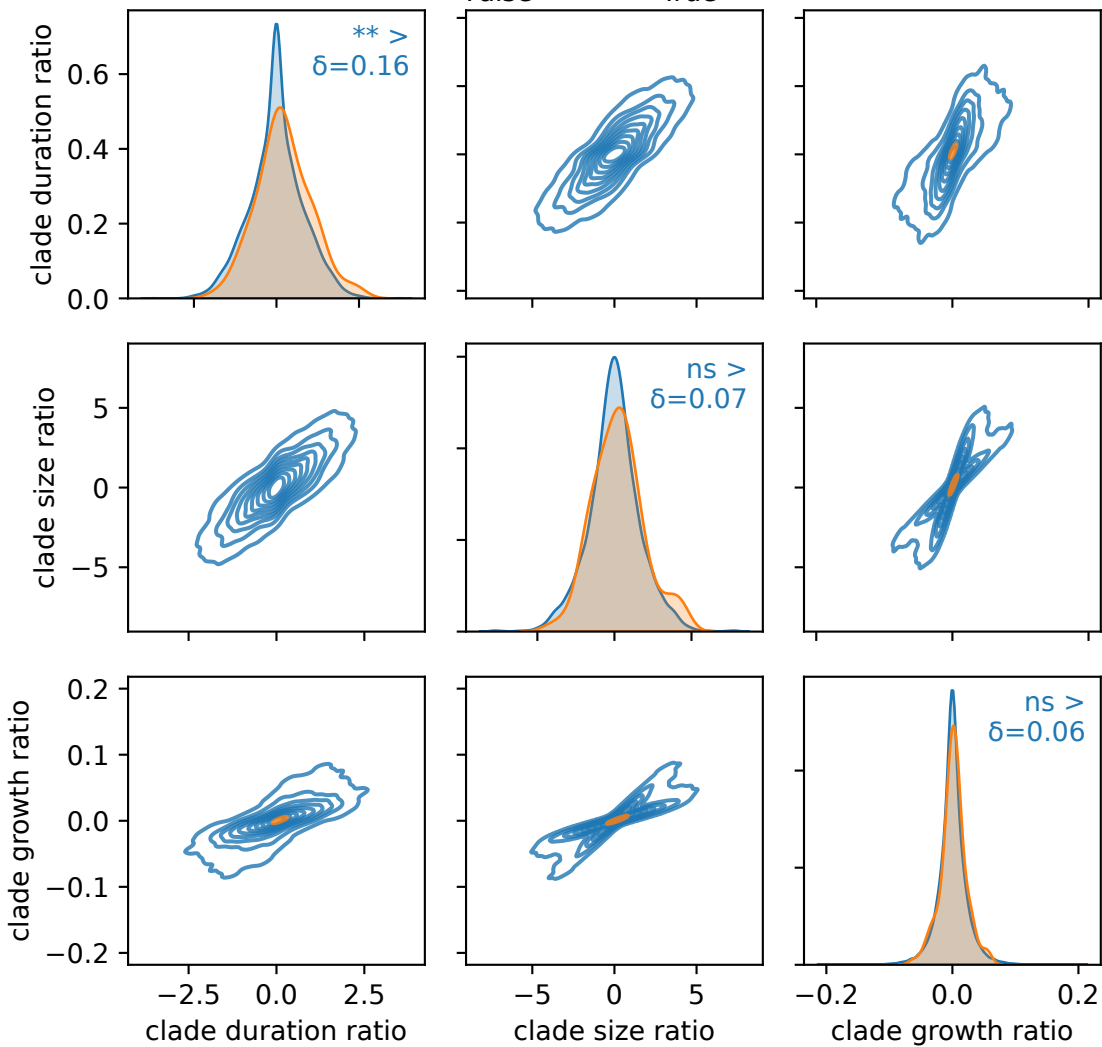 ** >
δ=0.16
clade duration ratio
0.6
0.4
0.2
0.0
ns >
δ=0.07
clade size ratio
5
0
−5
ns >
δ=0.06
clade growth ratio
0.2
0.1
0.0
−0.1
−0.2
−2.5 0.0 2.5
−5 0 5
−0.2 0.0 0.2
clade duration ratio
clade size ratio
clade growth ratio